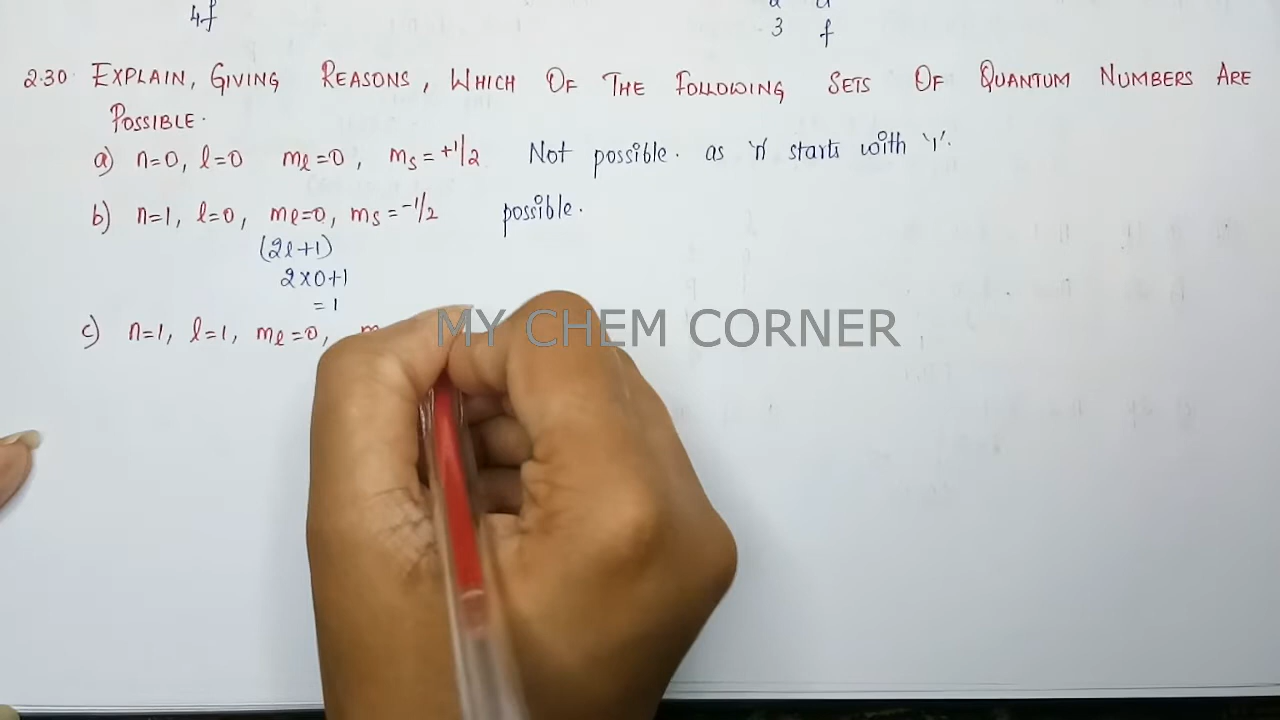 4f
3 f
2.30 EXPLAIN, GIVING REASONS, WHICH OF THE FOLLOWING SETS OF QUANTUM NUMBERS ARE
POSSIBLE.
a) n=0, l=0 ml=0, ms=+1/2 Not possible. as 'n' starts with '1'.
b) n=1, l=0, ml=0, ms=-1/2 possible.
(2l+1)
2×0+1
=1
c) n=1, l=1, ml=0, m
MY CHEM CORNER